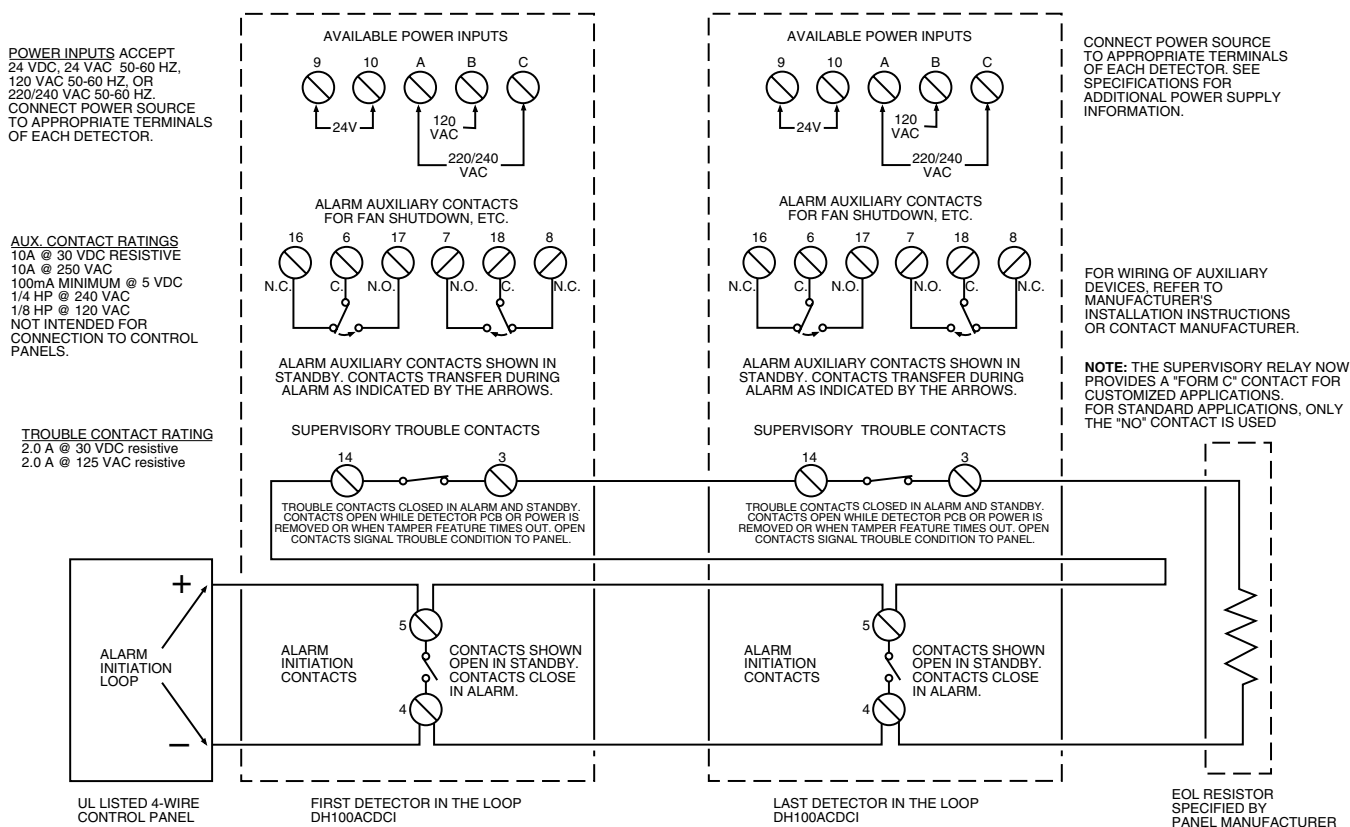 POWER INPUTS ACCEPT
24 VDC, 24 VAC 50-60 HZ,
120 VAC 50-60 HZ, OR
220/240 VAC 50-60 HZ.
CONNECT POWER SOURCE
TO APPROPRIATE TERMINALS
OF EACH DETECTOR.
AUX. CONTACT RATINGS
10A @ 30 VDC RESISTIVE
10A @ 250 VAC
100mA MINIMUM @ 5 VDC
1/4 HP @ 240 VAC
1/8 HP @ 120 VAC
NOT INTENDED FOR
CONNECTION TO CONTROL
PANELS.
TROUBLE CONTACT RATING
2.0 A @ 30 VDC resistive
2.0 A @ 125 VAC resistive
AVAILABLE POWER INPUTS
9 10 A B C
24V
120
VAC
220/240
VAC
ALARM AUXILIARY CONTACTS
FOR FAN SHUTDOWN, ETC.
16 6 17 7 18 8
N.C. C. N.O. N.O. C. N.C.
ALARM AUXILIARY CONTACTS SHOWN IN
STANDBY. CONTACTS TRANSFER DURING
ALARM AS INDICATED BY THE ARROWS.
SUPERVISORY TROUBLE CONTACTS
14 3
TROUBLE CONTACTS CLOSED IN ALARM AND STANDBY.
CONTACTS OPEN WHILE DETECTOR PCB OR POWER IS
REMOVED OR WHEN TAMPER FEATURE TIMES OUT. OPEN
CONTACTS SIGNAL TROUBLE CONDITION TO PANEL.
AVAILABLE POWER INPUTS
9 10 A B C
24V
120
VAC
220/240
VAC
ALARM AUXILIARY CONTACTS
FOR FAN SHUTDOWN, ETC.
16 6 17 7 18 8
N.C. C. N.O. N.O. C. N.C.
ALARM AUXILIARY CONTACTS SHOWN IN
STANDBY. CONTACTS TRANSFER DURING
ALARM AS INDICATED BY THE ARROWS.
SUPERVISORY TROUBLE CONTACTS
14 3
TROUBLE CONTACTS CLOSED IN ALARM AND STANDBY.
CONTACTS OPEN WHILE DETECTOR PCB OR POWER IS
REMOVED OR WHEN TAMPER FEATURE TIMES OUT. OPEN
CONTACTS SIGNAL TROUBLE CONDITION TO PANEL.
CONNECT POWER SOURCE
TO APPROPRIATE TERMINALS
OF EACH DETECTOR. SEE
SPECIFICATIONS FOR
ADDITIONAL POWER SUPPLY
INFORMATION.
FOR WIRING OF AUXILIARY
DEVICES, REFER TO
MANUFACTURER'S
INSTALLATION INSTRUCTIONS
OR CONTACT MANUFACTURER.
NOTE: THE SUPERVISORY RELAY NOW
PROVIDES A "FORM C" CONTACT FOR
CUSTOMIZED APPLICATIONS.
FOR STANDARD APPLICATIONS, ONLY
THE "NO" CONTACT IS USED
+
ALARM
INITIATION
LOOP
−
UL LISTED 4-WIRE
CONTROL PANEL
5
ALARM
INITIATION
CONTACTS
CONTACTS SHOWN
OPEN IN STANDBY.
CONTACTS CLOSE
IN ALARM.
4
FIRST DETECTOR IN THE LOOP
DH100ACDCI
5
ALARM
INITIATION
CONTACTS
CONTACTS SHOWN
OPEN IN STANDBY.
CONTACTS CLOSE
IN ALARM.
4
LAST DETECTOR IN THE LOOP
DH100ACDCI
EOL RESISTOR
SPECIFIED BY
PANEL MANUFACTURER